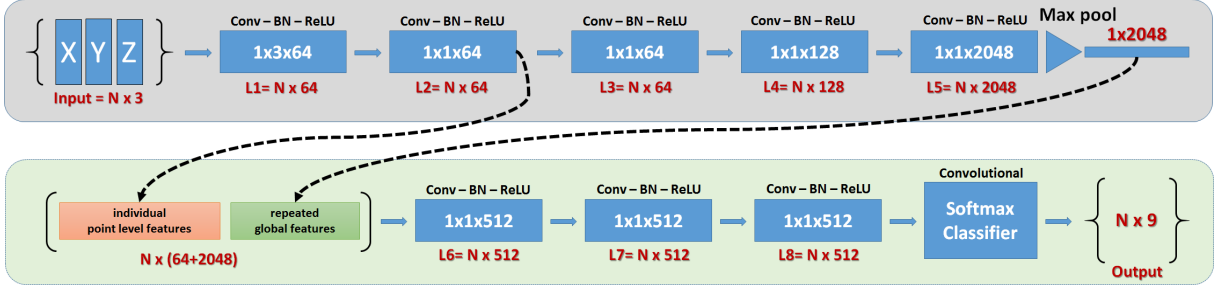 Conv – BN – ReLU
Conv – BN – ReLU
Conv – BN – ReLU
Conv – BN – ReLU
Conv – BN – ReLU
Max pool
X Y Z
1x3x64
1x1x64
1x1x64
1x1x128
1x1x2048
1x2048
Input = N x 3
L1= N x 64
L2= N x 64
L3= N x 64
L4= N x 128
L5= N x 2048
Conv – BN – ReLU
Conv – BN – ReLU
Conv – BN – ReLU
Convolutional
individual
point level features
repeated
global features
1x1x512
1x1x512
1x1x512
Softmax
Classifier
N x 9
N x (64+2048)
L6= N x 512
L7= N x 512
L8= N x 512
Output